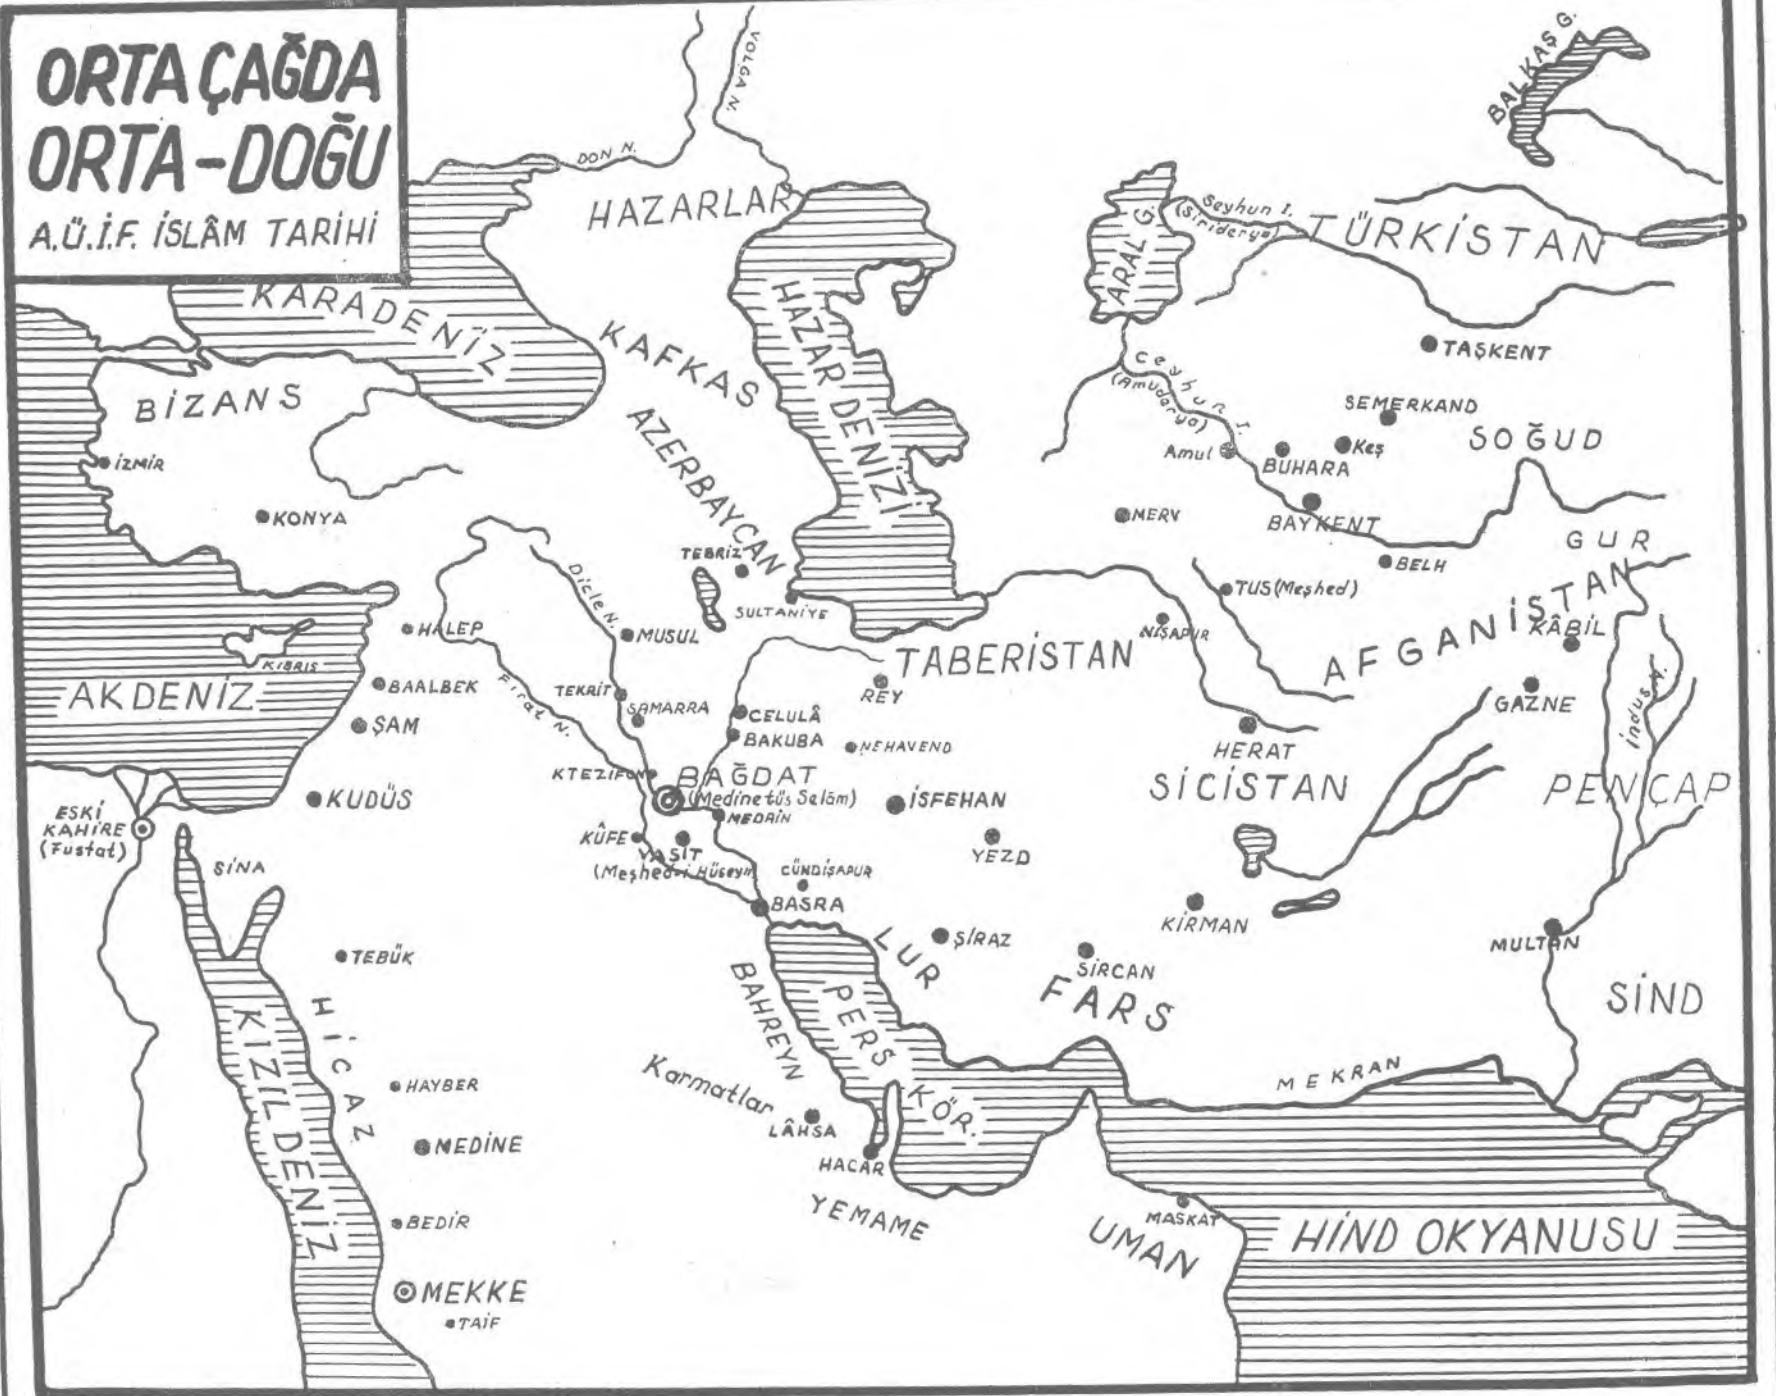 ORTA ÇAĞDA
ORTA-DOĞU
A.Ü.İ.F. İSLÂM TARİHİ
VOLGA N.
DON N.
BALKAŞ G.
HAZARLAR
ARAL G.
Seyhun I.
(Siriderya)
TÜRKİSTAN
KARADENİZ
KAFKAS
HAZAR DENİZİ
TAŞKENT
Ceyhun I.
(Amuderya)
BİZANS
AZERBAYCAN
SEMERKAND
SOĞUD
Keş
Amul
BUHARA
İZMİR
KONYA
MERV
BAYKENT
GUR
TEBRİZ
BELH
Dicle N.
SULTANİYE
TUS (Meşhed)
AFGANİSTAN
HALEP
MUSUL
NİŞAPUR
KÂBİL
KIBRIS
TABERİSTAN
AKDENİZ
BAALBEK
Fırat N.
TEKRİT
SAMARRA
REY
GAZNE
İndus N.
ŞAM
CELULÂ
BAKUBA
NEHAVEND
HERAT
KTEZİFON
BAĞDAT
(Medinetüs Selâm)
SİCİSTAN
PENÇAP
KUDÜS
İSFEHAN
ESKİ
KAHİRE
(Fustat)
MEDAİN
KÛFE
VASİT
(Meşhed-i Hüseyn)
YEZD
SİNA
CÜNDİŞAPUR
BASRA
KİRMAN
TEBÜK
LUR
ŞİRAZ
SİRCAN
MULTAN
HİCAZ
BAHREYN
PERS KÖR.
FARS
SİND
KIZIL DENİZ
HAYBER
Karmatlar
MEKRAN
LÂHSA
MEDİNE
HACAR
BEDİR
YEMAME
MASKAT
UMAN
HİND OKYANUSU
MEKKE
TAİF